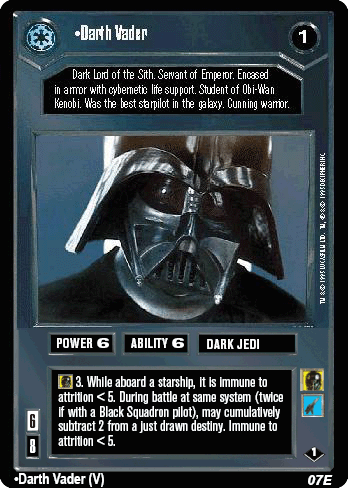 •Darth Vader
1
Dark Lord of the Sith. Servant of Emperor. Encased
in armor with cybernetic life support. Student of Obi-Wan
Kenobi. Was the best starpilot in the galaxy. Cunning warrior.
POWER 6
ABILITY 6
DARK JEDI
3. While aboard a starship, it is immune to
attrition < 5. During battle at same system (twice
if with a Black Squadron pilot), may cumulatively
subtract 2 from a just drawn destiny. Immune to
attrition < 5.
6
8
1
•Darth Vader (V)
07E